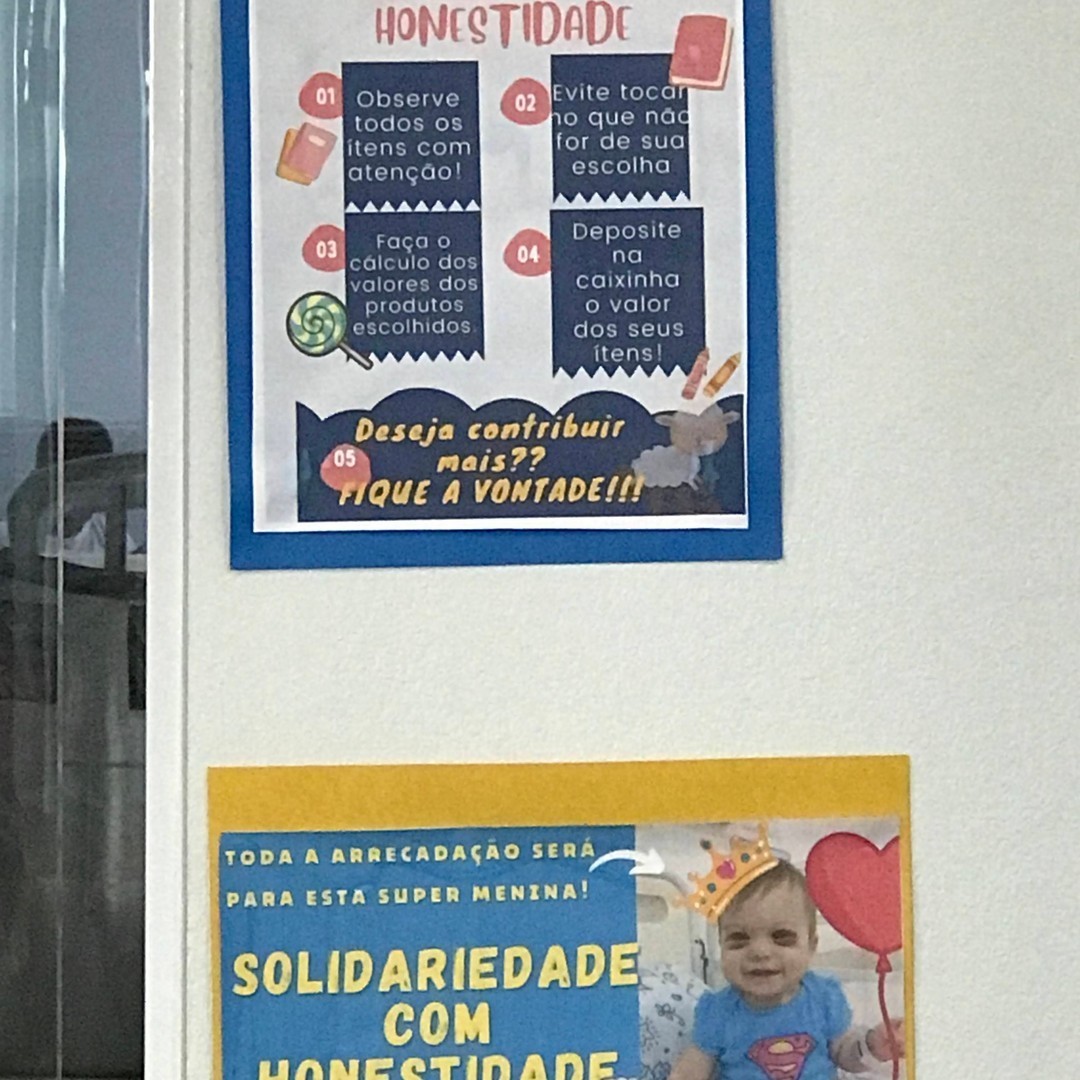 HONESTIDADE
01
Observe
todos os
ítens com
atenção!
02
Evite tocar
no que não
for de sua
escolha
03
Faça o
cálculo dos
valores dos
produtos
escolhidos.
04
Deposite
na
caixinha
o valor
dos seus
ítens!
05
Deseja contribuir
mais??
FIQUE A VONTADE!!!
TODA A ARRECADAÇÃO SERÁ
PARA ESTA SUPER MENINA!
SOLIDARIEDADE
COM
HONESTIDADE